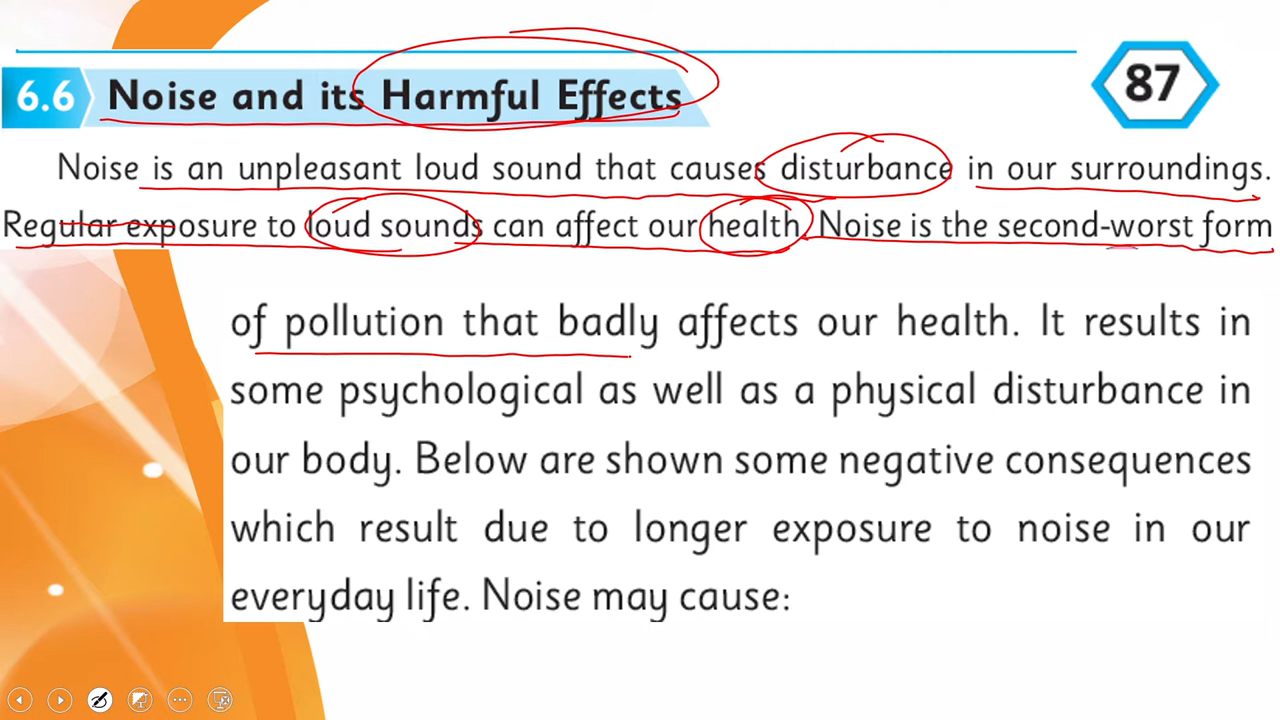 6.6 Noise and its Harmful Effects
87
Noise is an unpleasant loud sound that causes disturbance in our surroundings.
Regular exposure to loud sounds can affect our health. Noise is the second-worst form
of pollution that badly affects our health. It results in
some psychological as well as a physical disturbance in
our body. Below are shown some negative consequences
which result due to longer exposure to noise in our
everyday life. Noise may cause: